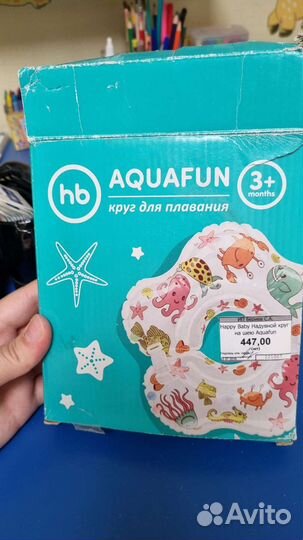 hb
AQUAFUN
круг для плавания
3+
months
Happy Baby Надувной круг
на шею Aquafun
447,00
Avito